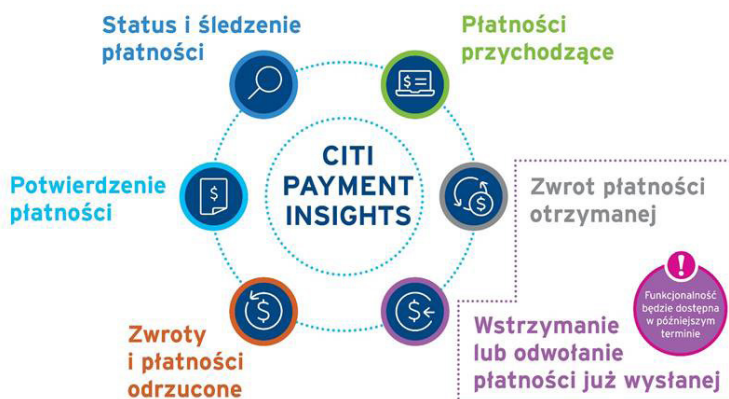 Status i śledzenie
płatności
Płatności
przychodzące
CITI
PAYMENT
INSIGHTS
Potwierdzenie
płatności
Zwrot płatności
otrzymanej
Zwroty
i płatności
odrzucone
Wstrzymanie
lub odwołanie
płatności już wysłanej
!
Funkcjonalność
będzie dostępna
w późniejszym
terminie